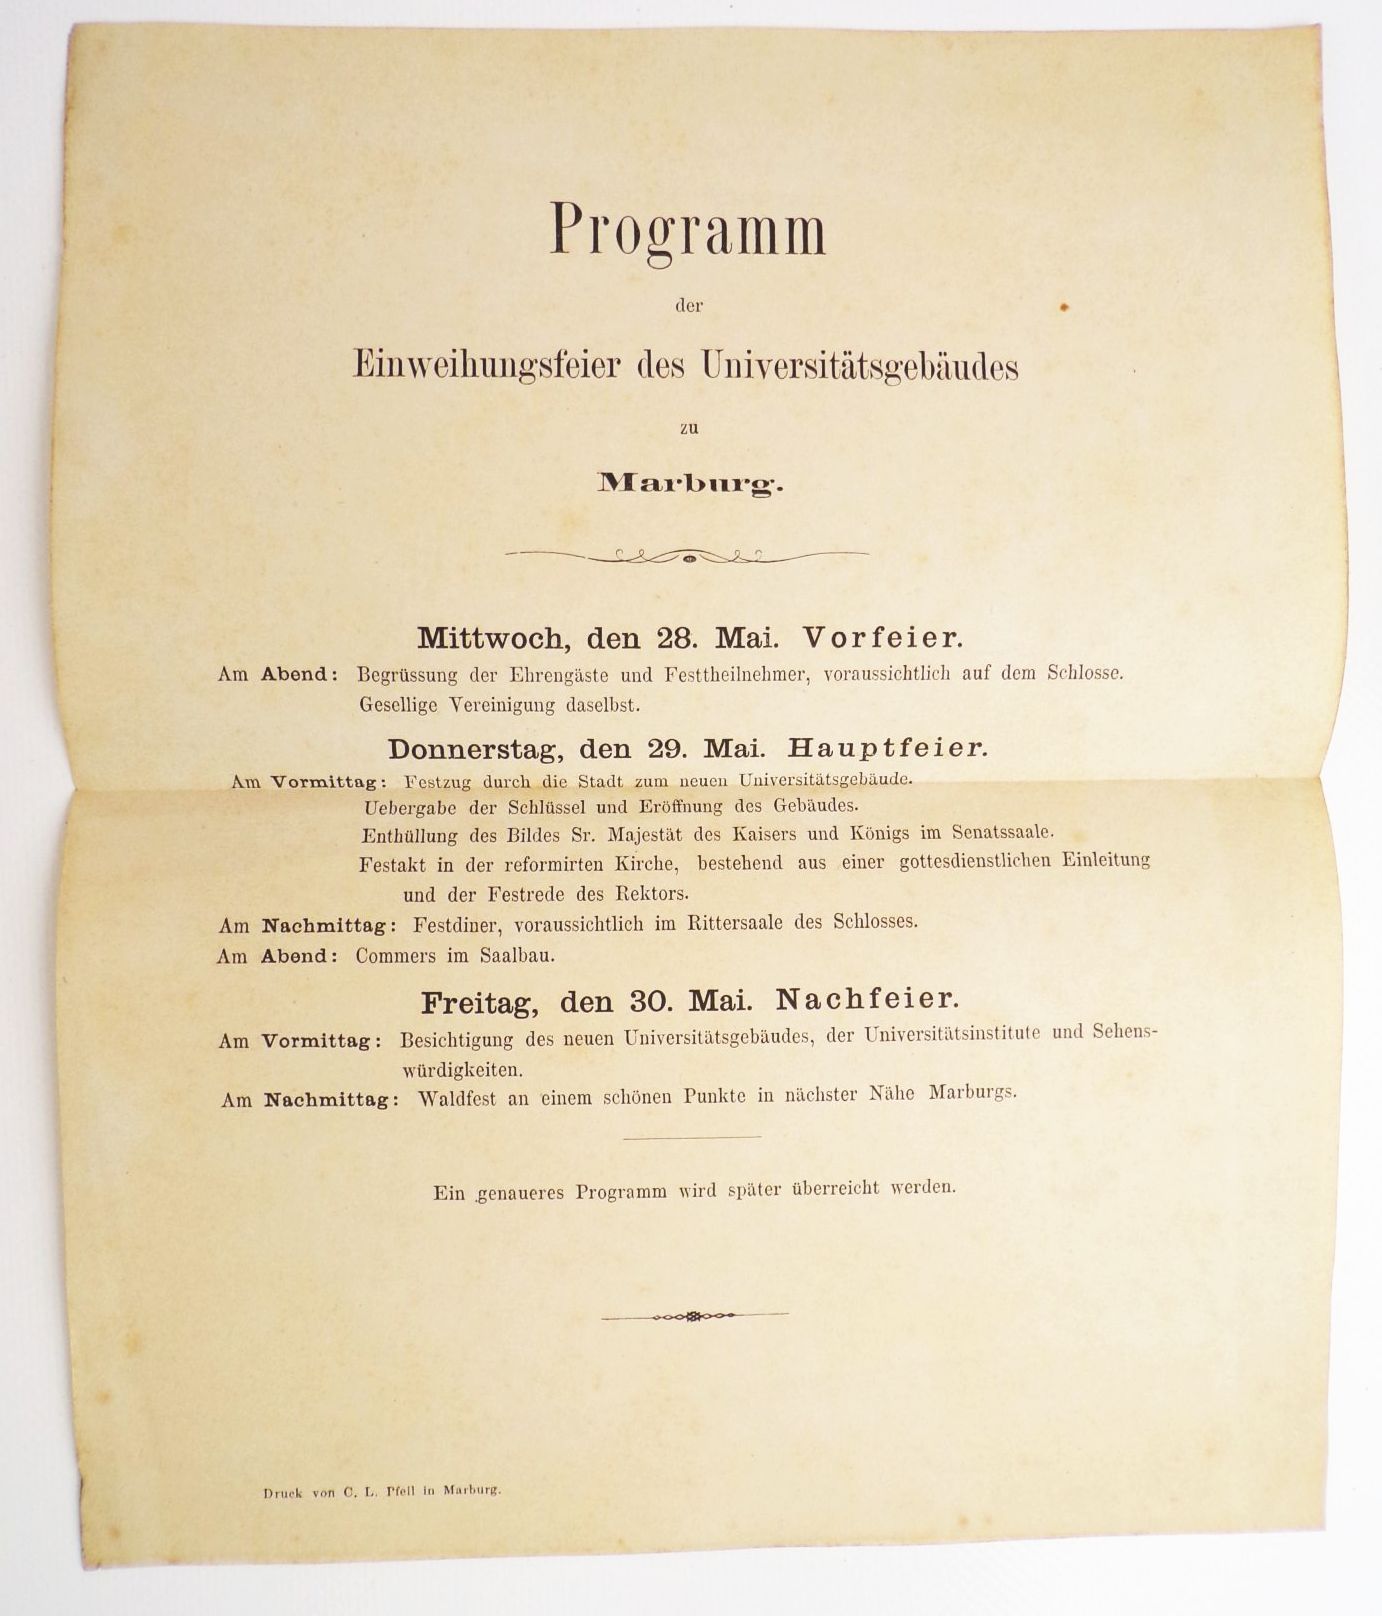 Programm
der
Einweihungsfeier des Universitätsgebäudes
zu
Marburg.
Mittwoch, den 28. Mai. Vorfeier.
Am Abend: Begrüssung der Ehrengäste und Festtheilnehmer, voraussichtlich auf dem Schlosse.
Gesellige Vereinigung daselbst.
Donnerstag, den 29. Mai. Hauptfeier.
Am Vormittag: Festzug durch die Stadt zum neuen Universitätsgebäude.
Uebergabe der Schlüssel und Eröffnung des Gebäudes.
Enthüllung des Bildes Sr. Majestät des Kaisers und Königs im Senatssaale.
Festakt in der reformirten Kirche, bestehend aus einer gottesdienstlichen Einleitung
und der Festrede des Rektors.
Am Nachmittag: Festdiner, voraussichtlich im Rittersaale des Schlosses.
Am Abend: Commers im Saalbau.
Freitag, den 30. Mai. Nachfeier.
Am Vormittag: Besichtigung des neuen Universitätsgebäudes, der Universitätsinstitute und Sehens-
würdigkeiten.
Am Nachmittag: Waldfest an einem schönen Punkte in nächster Nähe Marburgs.
Ein genaueres Programm wird später überreicht werden.
Druck von C. L. Pfeil in Marburg.